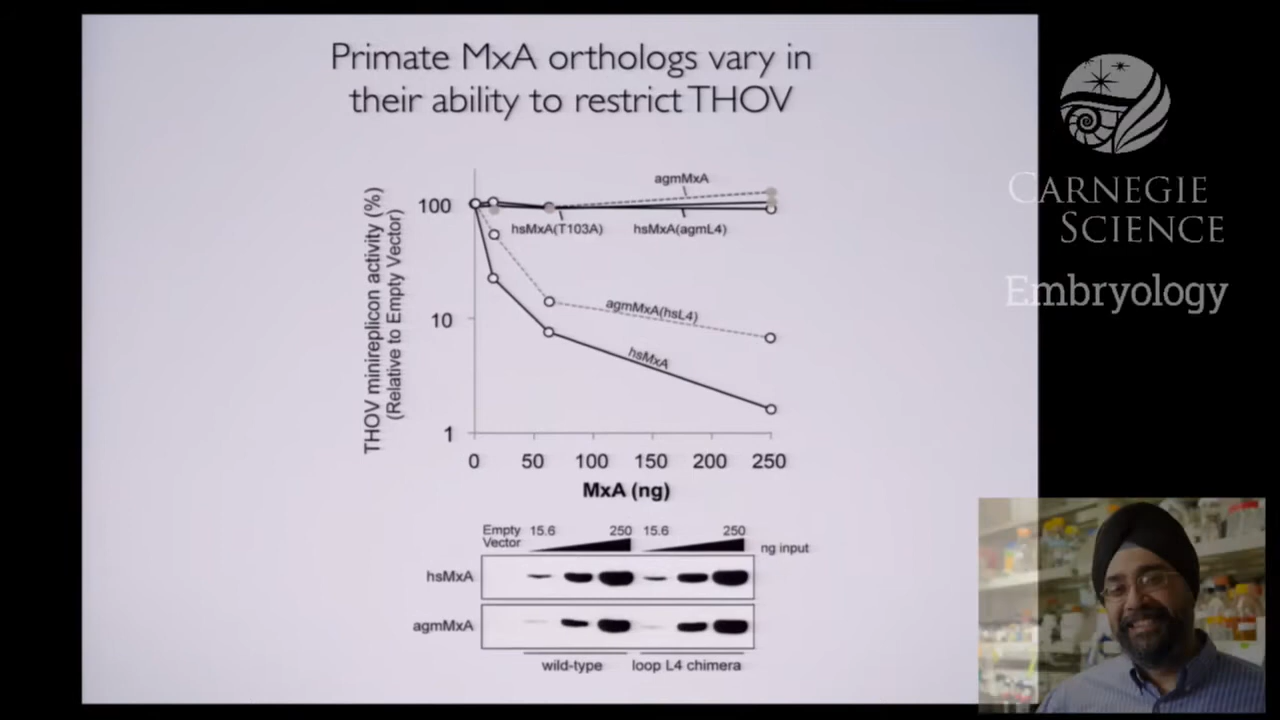 Primate MxA orthologs vary in
their ability to restrict THOV
CARNEGIE
SCIENCE
Embryology
THOV minireplicon activity (%)
(Relative to Empty Vector)
100
10
1
agmMxA
hsMxA(T103A)
hsMxA(agmL4)
agmMxA(hsL4)
hsMxA
0 50 100 150 200 250
MxA (ng)
Empty
Vector
15.6 250 15.6 250
ng input
hsMxA
agmMxA
wild-type loop L4 chimera